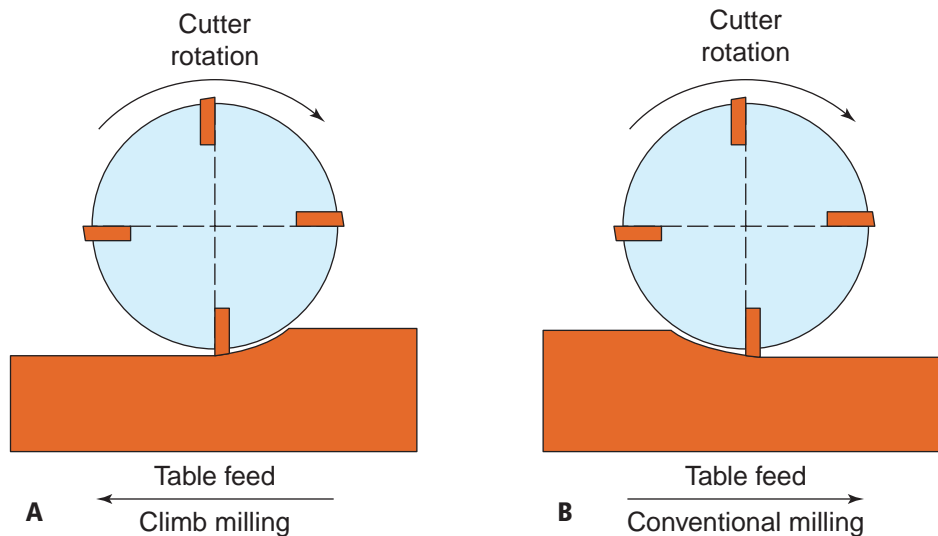 Cutter
rotation
Cutter
rotation
Table feed
Climb milling
A
Table feed
Conventional milling
B